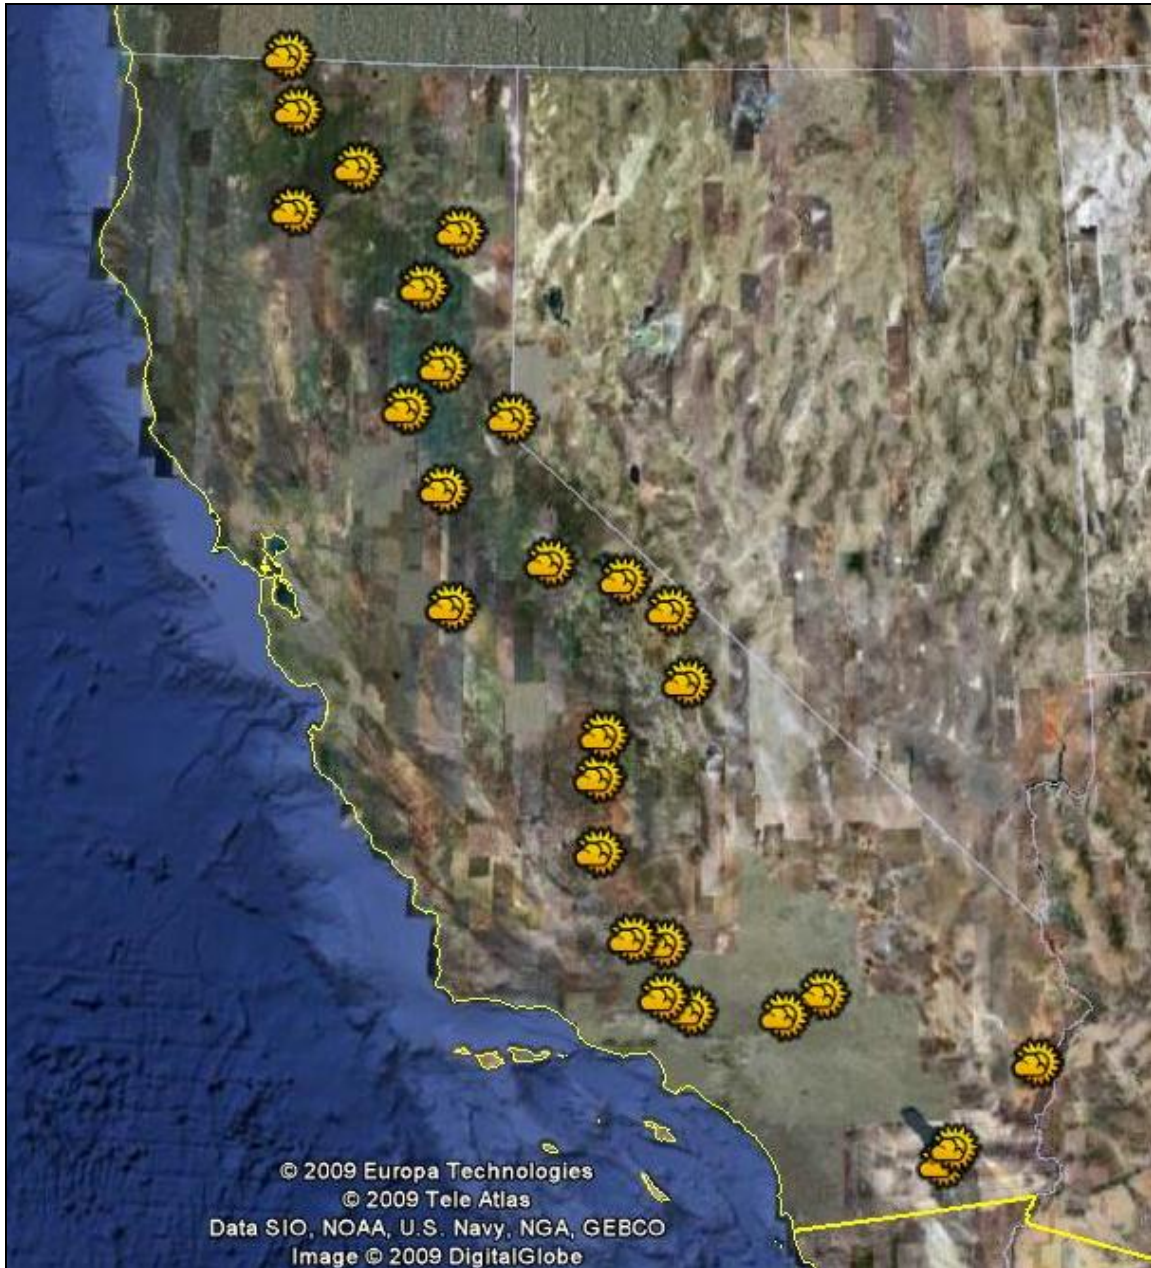 © 2009 Europa Technologies
© 2009 Tele Atlas
Data SIO, NOAA, U.S. Navy, NGA, GEBCO
Image © 2009 DigitalGlobe